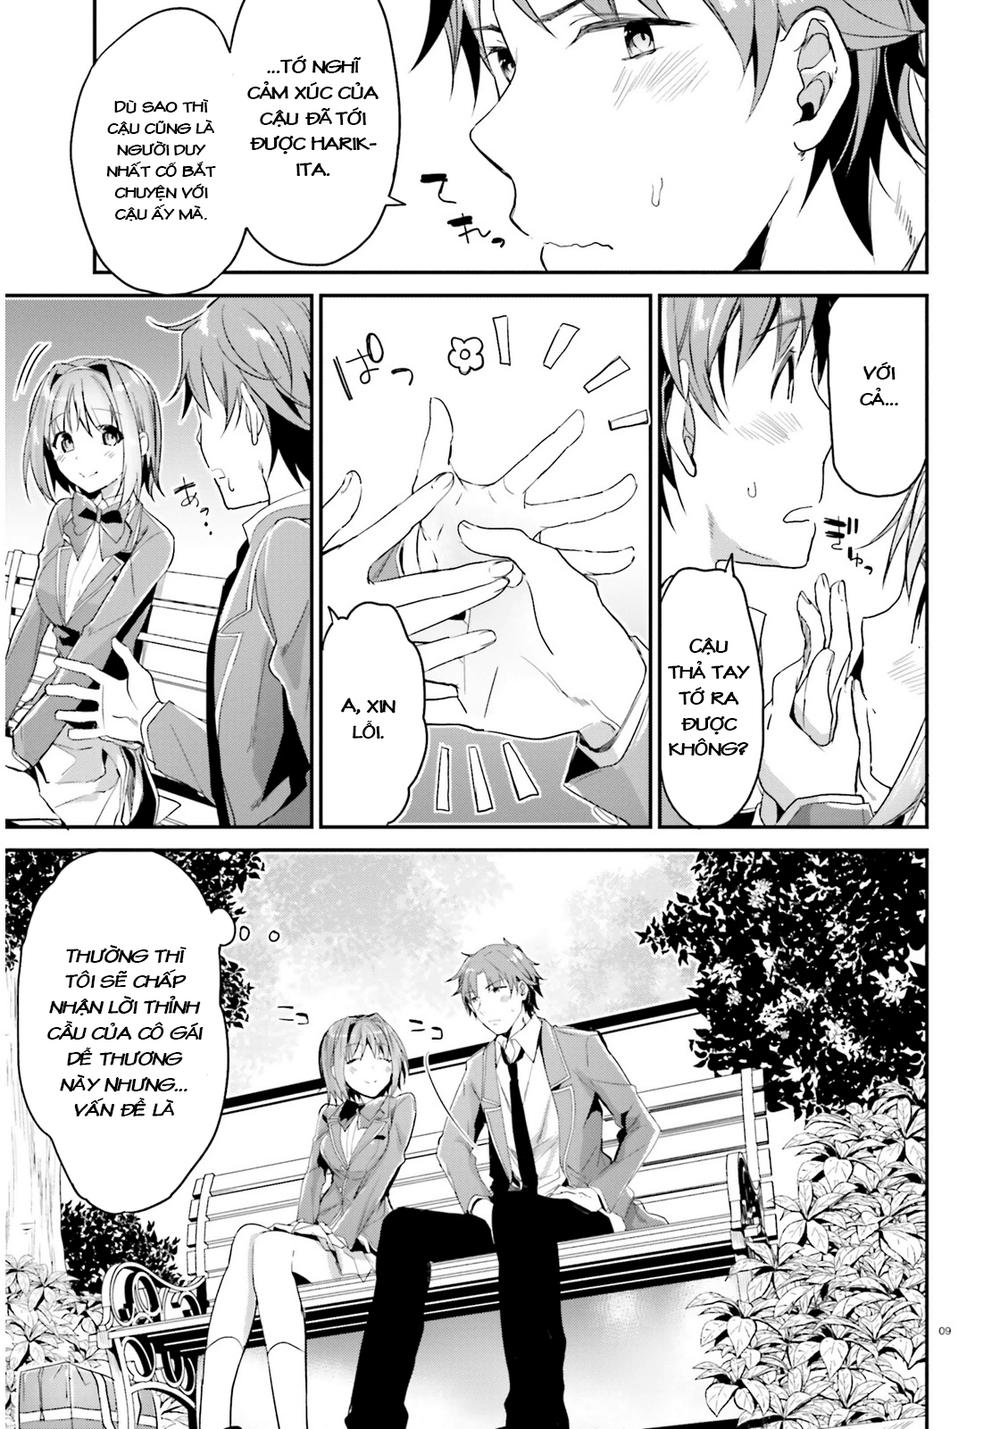 ...TỚ NGHĨ
CẢM XÚC CỦA
CẬU ĐÃ TỚI
ĐƯỢC HARIK-
ITA.
DÙ SAO THÌ
CẬU CŨNG LÀ
NGƯỜI DUY
NHẤT CỐ BẮT
CHUYỆN VỚI
CẬU ẤY MÀ.
てれっ
VỚI
CẢ...
ぎゅっ
CẬU
THẢ TAY
TỚ RA
ĐƯỢC
KHÔNG?
ぱっ
A, XIN
LỖI.
あ...
THƯỜNG THÌ
TÔI SẼ CHẤP
NHẬN LỜI THỈNH
CẦU CỦA CÔ GÁI
DỄ THƯƠNG
NÀY NHƯNG...
VẤN ĐỀ LÀ
ニコ
ニコ
09